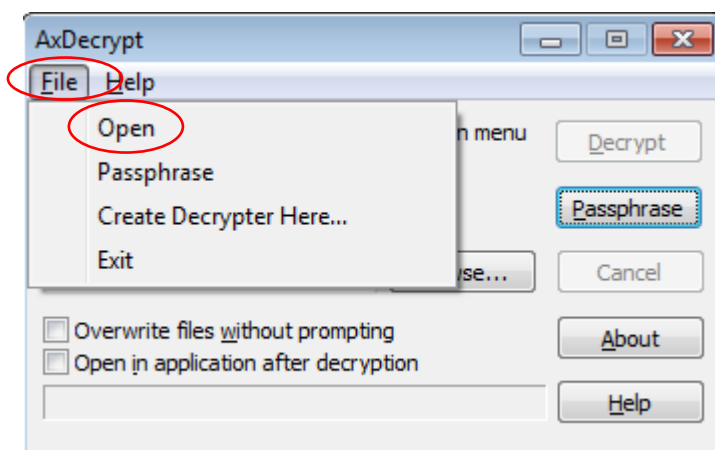 AxDecrypt
File Help
Open
n menu
Decrypt
Passphrase
Passphrase
Create Decrypter Here...
Exit
se...
Cancel
Overwrite files without prompting
About
Open in application after decryption
Help